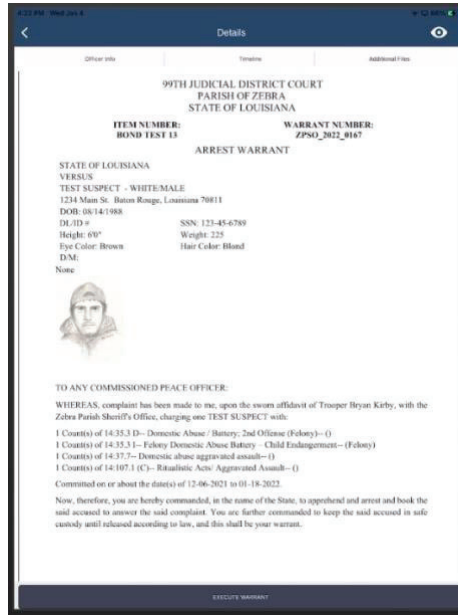 4:22 PM Wed Jan 4
Details
Officer Info Timeline Additional Files
99TH JUDICIAL DISTRICT COURT
PARISH OF ZEBRA
STATE OF LOUISIANA
ITEM NUMBER: WARRANT NUMBER:
BOND TEST 13 ZPSO_2022_0167
ARREST WARRANT
STATE OF LOUISIANA
VERSUS
TEST SUSPECT - WHITE/MALE
1234 Main St. Baton Rouge, Louisiana 70811
DOB: 08/14/1988
DL/ID # SSN: 123-45-6789
Height: 6'0" Weight: 225
Eye Color: Brown Hair Color: Blond
D/M:
None
TO ANY COMMISSIONED PEACE OFFICER:
WHEREAS, complaint has been made to me, upon the sworn affidavit of Trooper Bryan Kirby, with the
Zebra Parish Sheriff's Office, charging one TEST SUSPECT with:
1 Count(s) of 14:35.3 D-- Domestic Abuse / Battery; 2nd Offense (Felony)-- ()
1 Count(s) of 14:35.3 I-- Felony Domestic Abuse Battery – Child Endangerment-- (Felony)
1 Count(s) of 14:37.7-- Domestic abuse aggravated assault-- ()
1 Count(s) of 14:107.1 (C)-- Ritualistic Acts/ Aggravated Assault-- ()
Committed on or about the date(s) of 12-06-2021 to 01-18-2022.
Now, therefore, you are hereby commanded, in the name of the State, to apprehend and arrest and book the
said accused to answer the said complaint. You are further commanded to keep the said accused in safe
custody until released according to law, and this shall be your warrant.
EXECUTE WARRANT